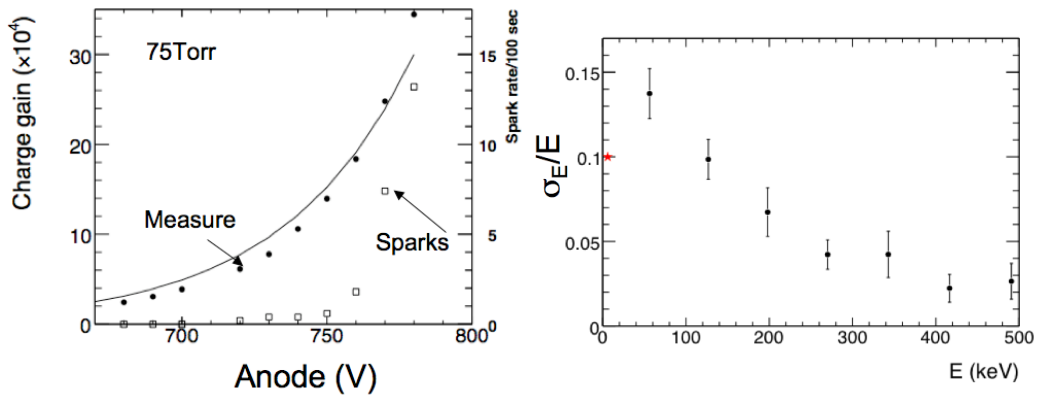 75Torr
Charge gain (×10⁴)
30
20
10
0
Measure
Sparks
15
10
5
0
Spark rate/100 sec
700
750
800
Anode (V)
σ_E/E
0.15
0.1
0.05
0
0
100
200
300
400
500
E (keV)